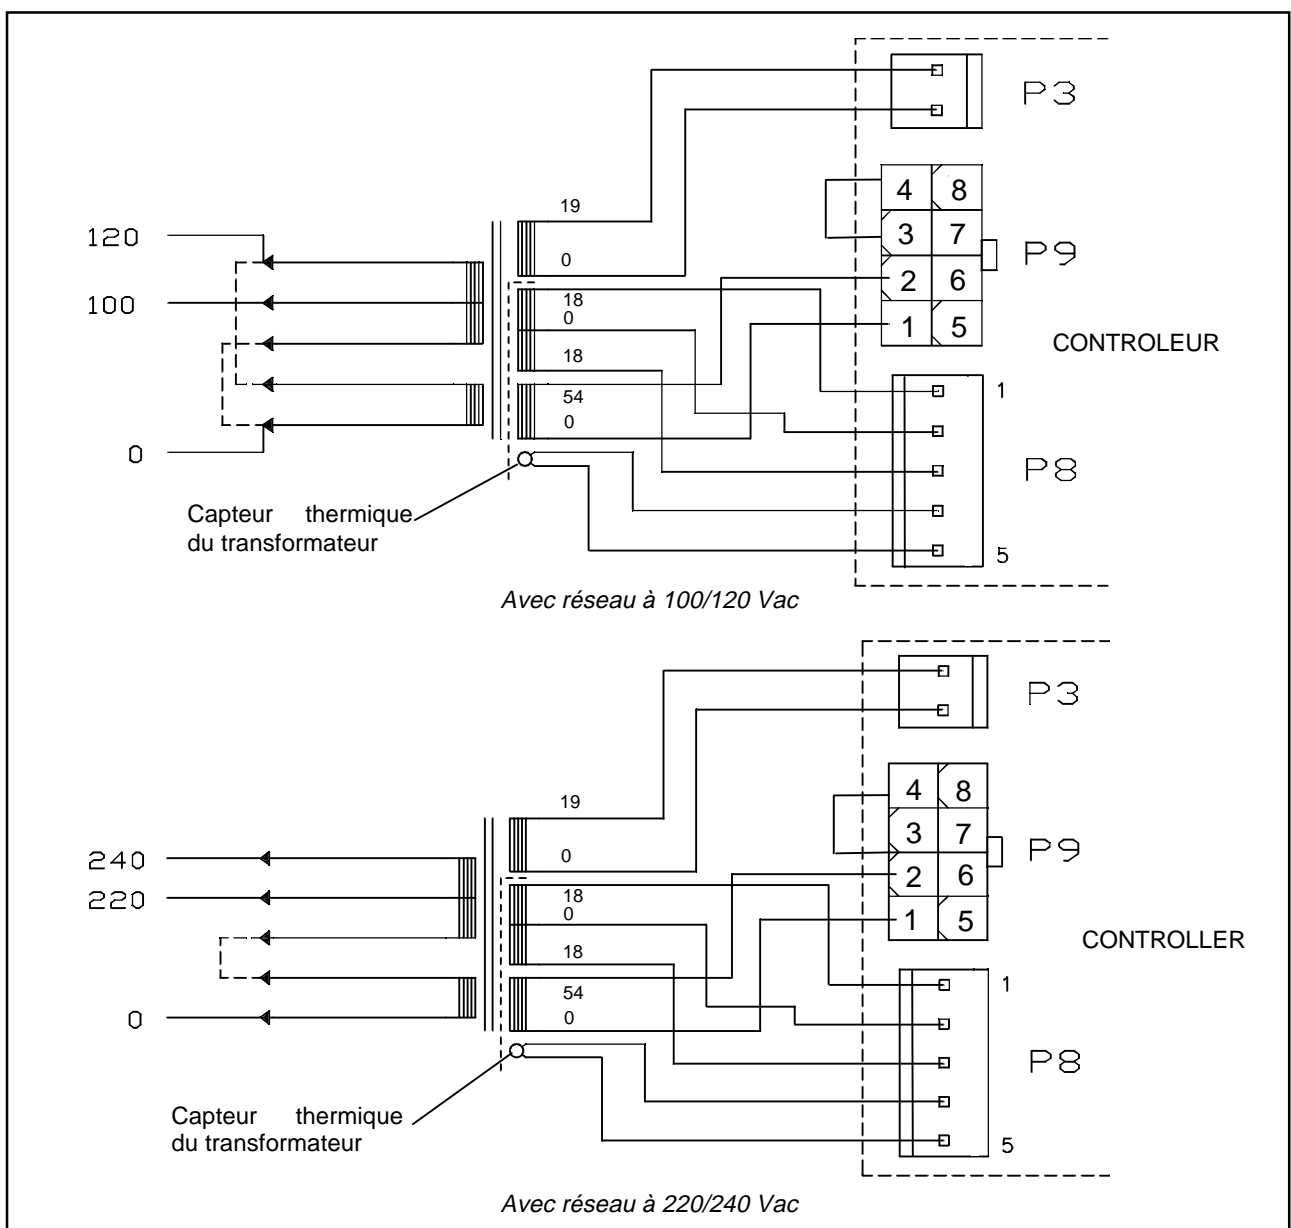 P3
19
4 8
120
3 7
P9
0
2 6
100
18
0
1 5
CONTROLEUR
18
1
54
0
0
P8
Capteur thermique
du transformateur
5
Avec réseau à 100/120 Vac
P3
4 8
19
3 7
P9
240
0
2 6
220
18
0
1 5
CONTROLLER
18
1
54
0
0
P8
Capteur thermique
du transformateur
5
Avec réseau à 220/240 Vac